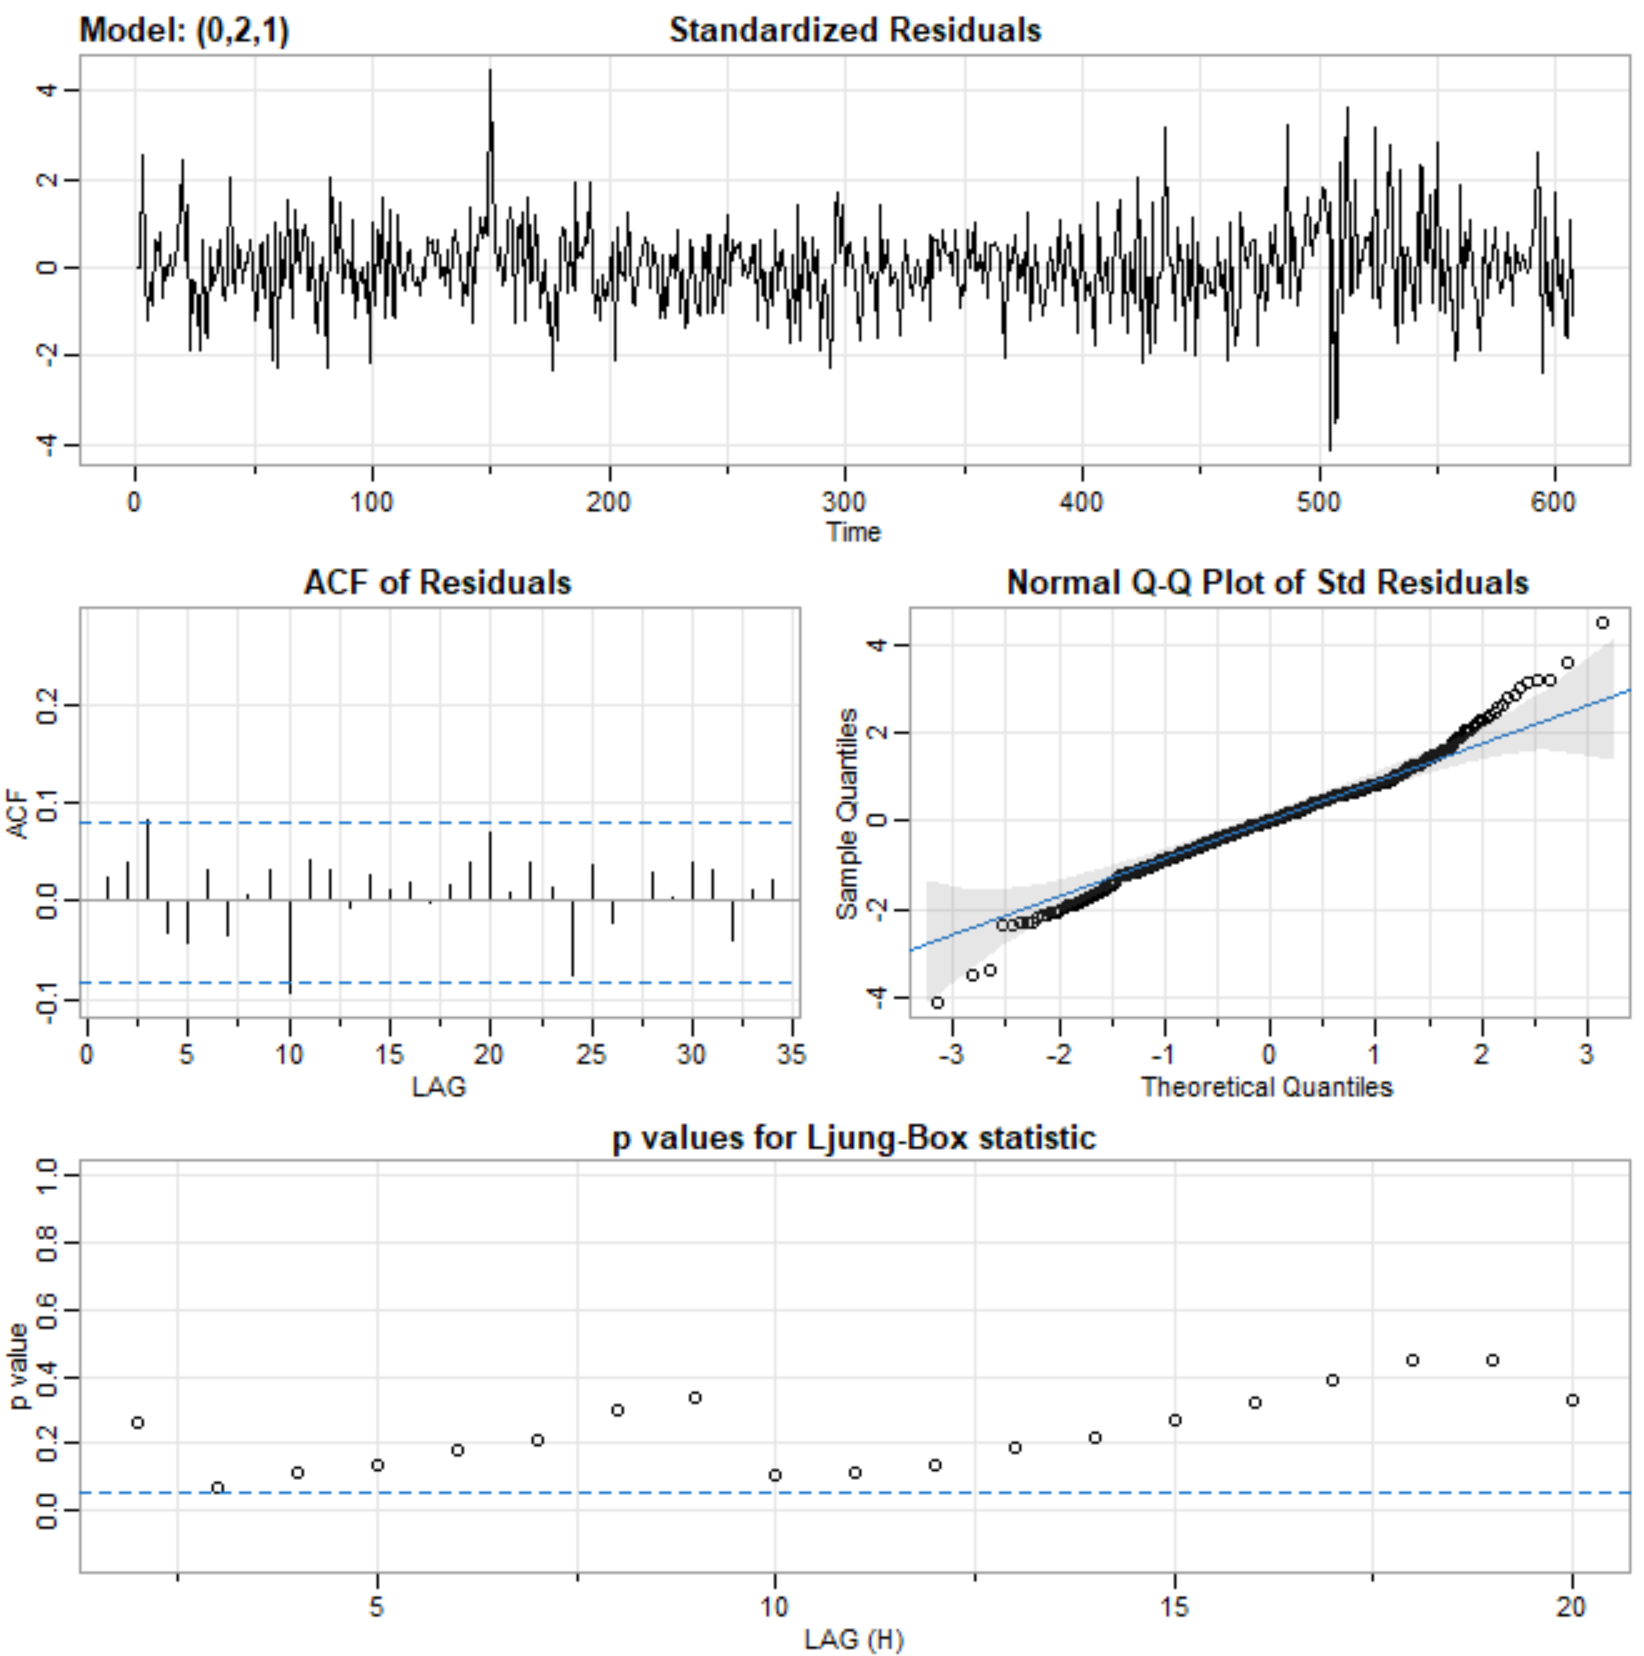 Model: (0,2,1) Standardized Residuals
4
2
0
-2
-4
0 100 200 300 400 500 600
Time
ACF of Residuals
ACF
0.2
0.1
0.0
-0.1
0 5 10 15 20 25 30 35
LAG
Normal Q-Q Plot of Std Residuals
Sample Quantiles
4
2
0
-2
-4
-3 -2 -1 0 1 2 3
Theoretical Quantiles
p values for Ljung-Box statistic
p value
1.0
0.8
0.6
0.4
0.2
0.0
5 10 15 20
LAG (H)